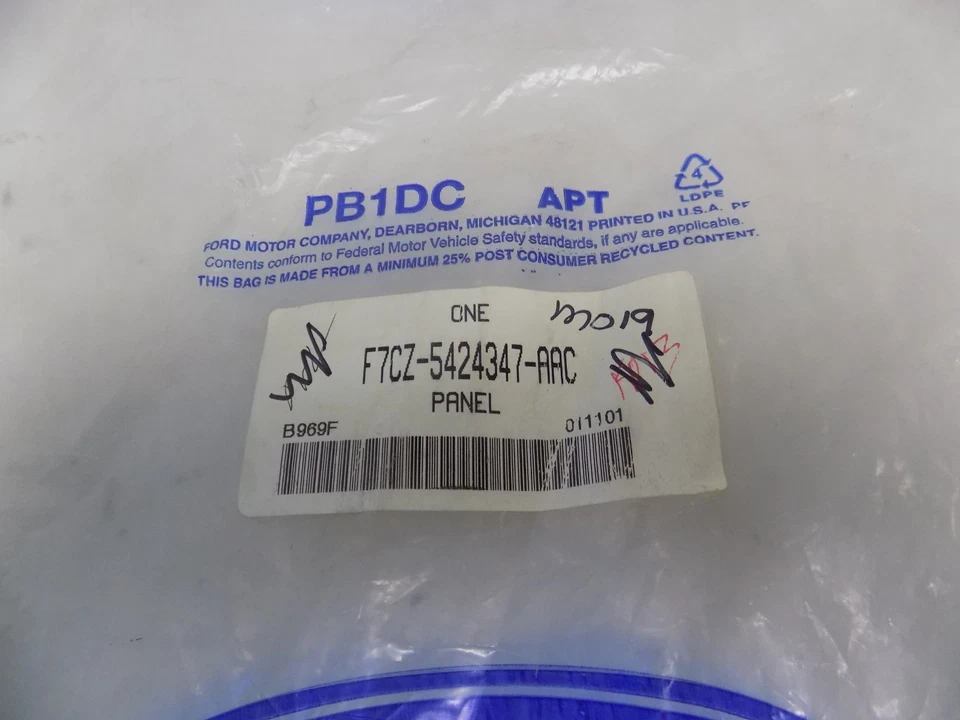 PB1DC APT
4
LDPE
FORD MOTOR COMPANY, DEARBORN, MICHIGAN 48121 PRINTED IN U.S.A. PF
Contents conform to Federal Motor Vehicle Safety standards, if any are applicable.
THIS BAG IS MADE FROM A MINIMUM 25% POST CONSUMER RECYCLED CONTENT.
ONE
F7CZ-5424347-AAC
PANEL
B969F 011101